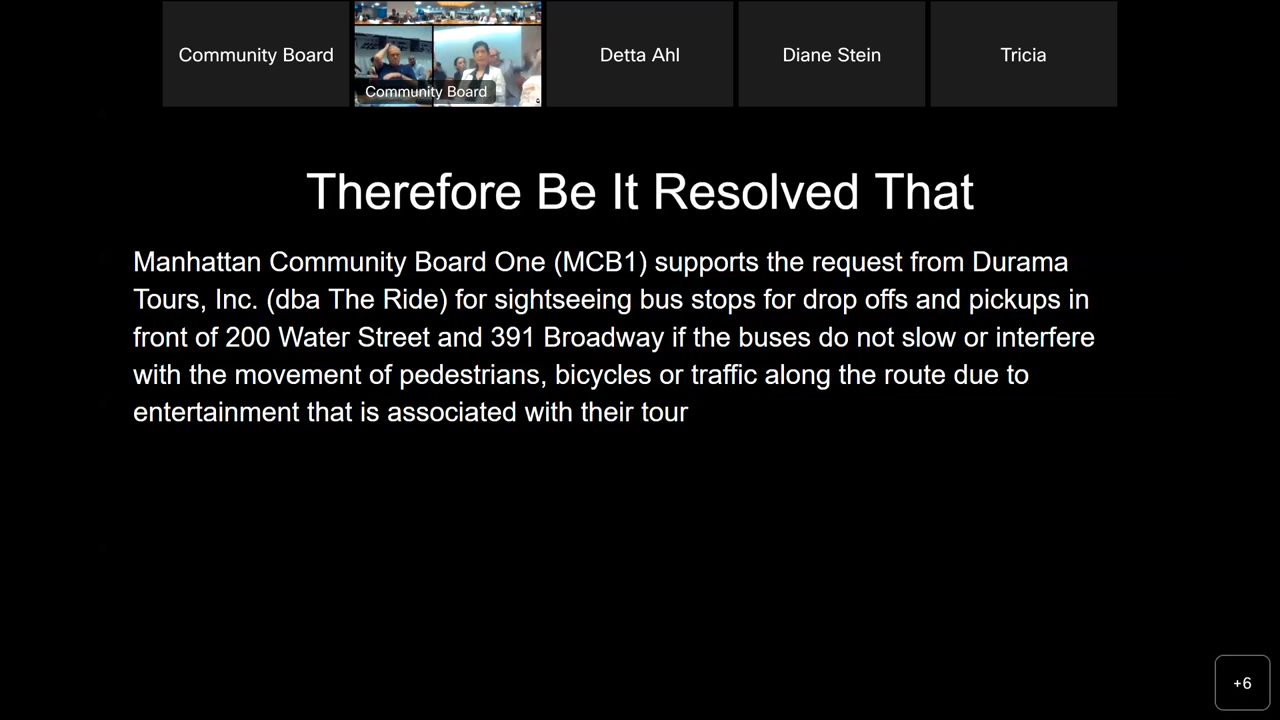 Community Board
Community Board
Detta Ahl
Diane Stein
Tricia
Therefore Be It Resolved That
Manhattan Community Board One (MCB1) supports the request from Durama
Tours, Inc. (dba The Ride) for sightseeing bus stops for drop offs and pickups in
front of 200 Water Street and 391 Broadway if the buses do not slow or interfere
with the movement of pedestrians, bicycles or traffic along the route due to
entertainment that is associated with their tour
+6